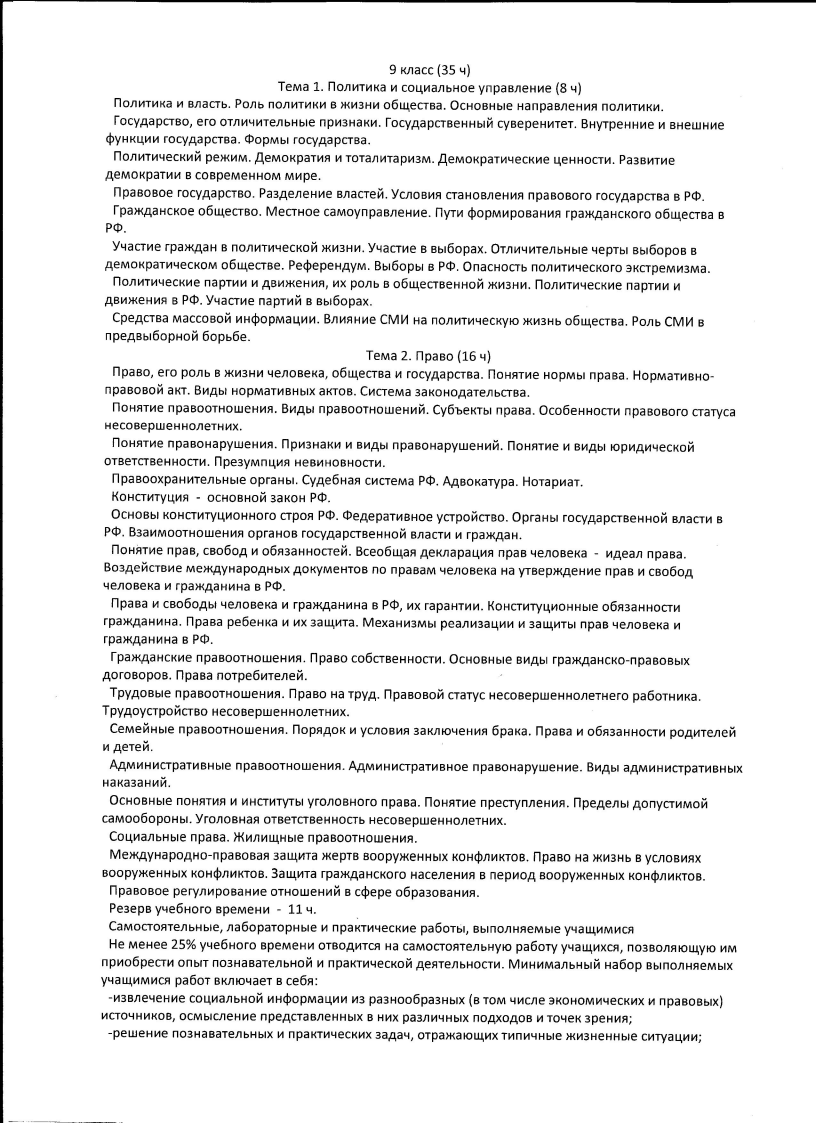 9 класс (35 ч)
Тема 1. Политика и социальное управление (8 ч)
Политика и власть. Роль политики в жизни общества. Основные направления политики.
Государство, его отличительные признаки. Государственный суверенитет. Внутренние и внешние
функции государства. Формы государства.
Политический режим. Демократия и тоталитаризм. Демократические ценности. Развитие
демократии в современном мире.
Правовое государство. Разделение властей. Условия становления правового государства в РФ.
Гражданское общество. Местное самоуправление. Пути формирования гражданского общества в
РФ.
Участие граждан в политической жизни. Участие в выборах. Отличительные черты выборов в
демократическом обществе. Референдум. Выборы в РФ. Опасность политического экстремизма.
Политические партии и движения, их роль в общественной жизни. Политические партии и
движения в РФ. Участие партий в выборах.
Средства массовой информации. Влияние СМИ на политическую жизнь общества. Роль СМИ в
предвыборной борьбе.
Тема 2. Право (16 ч)
Право, его роль в жизни человека, общества и государства. Понятие нормы права. Нормативно-
правовой акт. Виды нормативных актов. Система законодательства.
Понятие правоотношения. Виды правоотношений. Субъекты права. Особенности правового статуса
несовершеннолетних.
Понятие правонарушения. Признаки и виды правонарушений. Понятие и виды юридической
ответственности. Презумпция невиновности.
Правоохранительные органы. Судебная система РФ. Адвокатура. Нотариат.
Конституция - основной закон РФ.
Основы конституционного строя РФ. Федеративное устройство. Органы государственной власти в
РФ. Взаимоотношения органов государственной власти и граждан.
Понятие прав, свобод и обязанностей. Всеобщая декларация прав человека - идеал права.
Воздействие международных документов по правам человека на утверждение прав и свобод
человека и гражданина в РФ.
Права и свободы человека и гражданина в РФ, их гарантии. Конституционные обязанности
гражданина. Права ребенка и их защита. Механизмы реализации и защиты прав человека и
гражданина в РФ.
Гражданские правоотношения. Право собственности. Основные виды гражданско-правовых
договоров. Права потребителей.
Трудовые правоотношения. Право на труд. Правовой статус несовершеннолетнего работника.
Трудоустройство несовершеннолетних.
Семейные правоотношения. Порядок и условия заключения брака. Права и обязанности родителей
и детей.
Административные правоотношения. Административное правонарушение. Виды административных
наказаний.
Основные понятия и институты уголовного права. Понятие преступления. Пределы допустимой
самообороны. Уголовная ответственность несовершеннолетних.
Социальные права. Жилищные правоотношения.
Международно-правовая защита жертв вооруженных конфликтов. Право на жизнь в условиях
вооруженных конфликтов. Защита гражданского населения в период вооруженных конфликтов.
Правовое регулирование отношений в сфере образования.
Резерв учебного времени - 11 ч.
Самостоятельные, лабораторные и практические работы, выполняемые учащимися
Не менее 25% учебного времени отводится на самостоятельную работу учащихся, позволяющую им
приобрести опыт познавательной и практической деятельности. Минимальный набор выполняемых
учащимися работ включает в себя:
-извлечение социальной информации из разнообразных (в том числе экономических и правовых)
источников, осмысление представленных в них различных подходов и точек зрения;
-решение познавательных и практических задач, отражающих типичные жизненные ситуации;